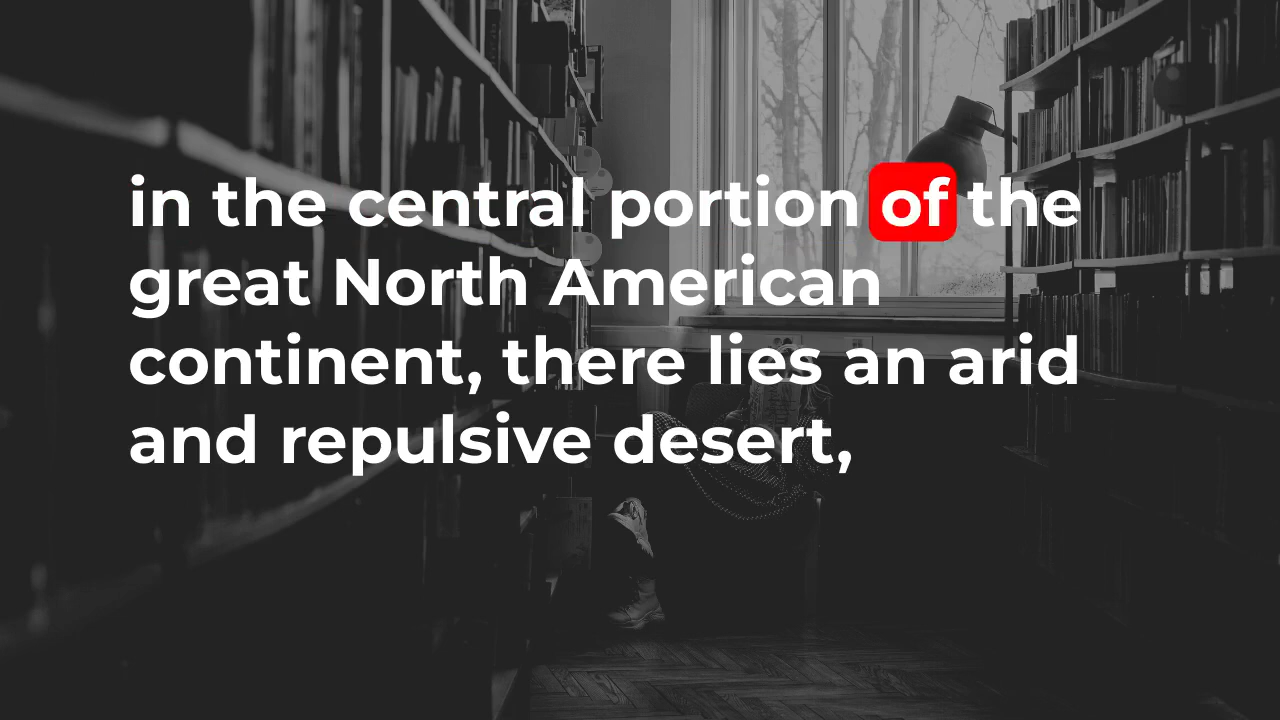 in the central portion of the
great North American
continent, there lies an arid
and repulsive desert,